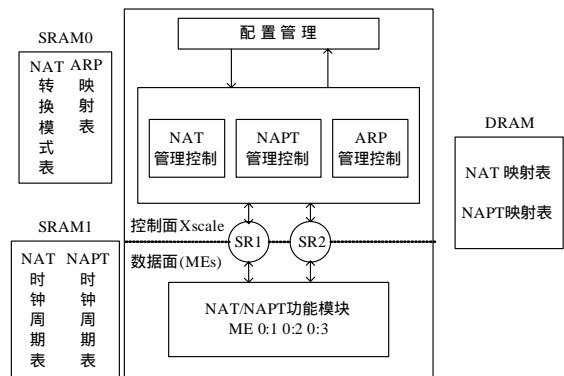 SRAM0
NAT 转换模式表
ARP 映射表
SRAM1
NAT 时钟周期表
NAPT 时钟周期表
配置管理
NAT
管理控制
NAPT
管理控制
ARP
管理控制
控制面Xscale
SR1
SR2
数据面(MEs)
NAT/NAPT功能模块
ME 0:1 0:2 0:3
DRAM
NAT 映射表
NAPT映射表